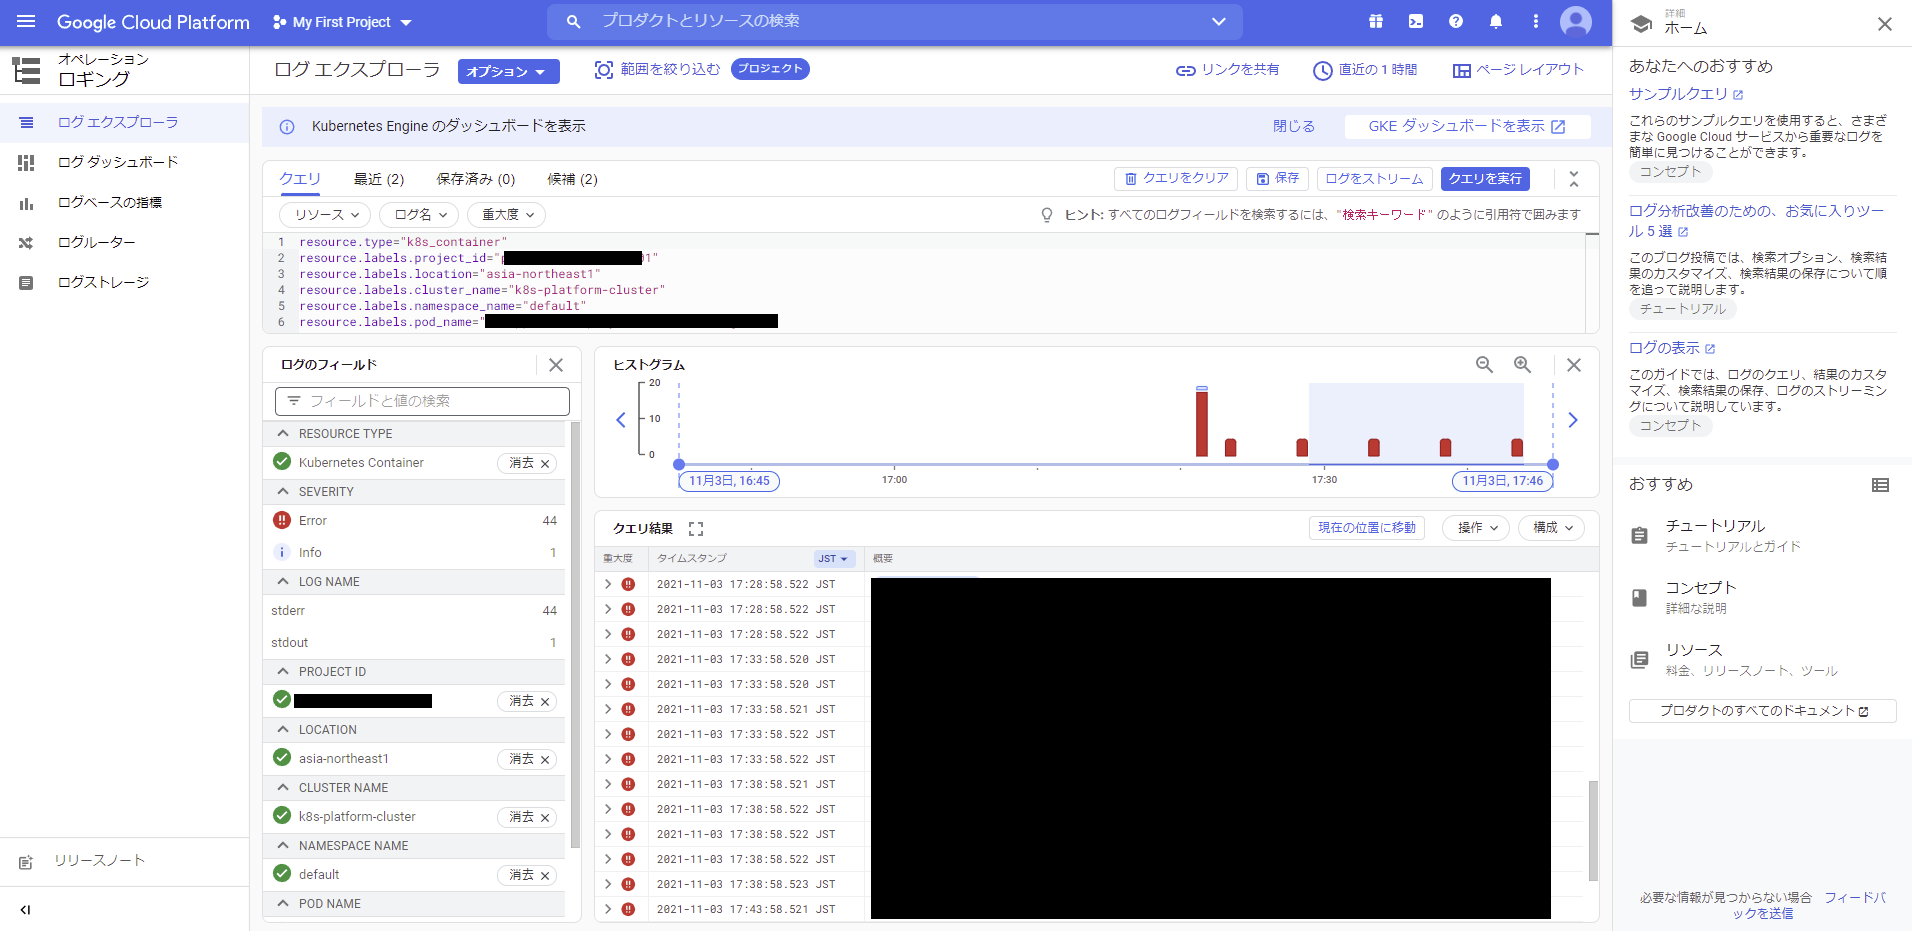 Google Cloud Platform
My First Project
プロダクトとリソースの検索
オペレーション
ロギング
ログ エクスプローラ
ログ ダッシュボード
ログベースの指標
ログルーター
ログストレージ
リリースノート
ログ エクスプローラ
オプション
範囲を絞り込む
プロジェクト
リンクを共有
直近の 1 時間
ページ レイアウト
Kubernetes Engine のダッシュボードを表示
閉じる
GKE ダッシュボードを表示
クエリ
最近 (2)
保存済み (0)
候補 (2)
クエリをクリア
保存
ログをストリーム
クエリを実行
リソース
ログ名
重大度
ヒント: すべてのログフィールドを検索するには、"検索キーワード" のように引用符で囲みます
1 resource.type="k8s_container"
2 resource.labels.project_id="
3 resource.labels.location="asia-northeast1"
4 resource.labels.cluster_name="k8s-platform-cluster"
5 resource.labels.namespace_name="default"
6 resource.labels.pod_name="
ログのフィールド
フィールドと値の検索
RESOURCE TYPE
Kubernetes Container 消去
SEVERITY
Error 44
Info 1
LOG NAME
stderr 44
stdout 1
PROJECT ID
消去
LOCATION
asia-northeast1 消去
CLUSTER NAME
k8s-platform-cluster 消去
NAMESPACE NAME
default 消去
POD NAME
ヒストグラム
20
10
0
11月3日, 16:45
17:00
17:30
11月3日, 17:46
クエリ結果
現在の位置に移動
操作
構成
重大度 タイムスタンプ JST 概要
2021-11-03 17:28:58.522 JST
2021-11-03 17:28:58.522 JST
2021-11-03 17:28:58.522 JST
2021-11-03 17:33:58.520 JST
2021-11-03 17:33:58.520 JST
2021-11-03 17:33:58.521 JST
2021-11-03 17:33:58.522 JST
2021-11-03 17:33:58.522 JST
2021-11-03 17:38:58.521 JST
2021-11-03 17:38:58.522 JST
2021-11-03 17:38:58.522 JST
2021-11-03 17:38:58.522 JST
2021-11-03 17:38:58.523 JST
2021-11-03 17:43:58.521 JST
詳細
ホーム
あなたへのおすすめ
サンプルクエリ
これらのサンプルクエリを使用すると、さまざ
まな Google Cloud サービスから重要なログを
簡単に見つけることができます。
コンセプト
ログ分析改善のための、お気に入りツー
ル 5 選
このブログ投稿では、検索オプション、検索結
果のカスタマイズ、検索結果の保存について順
を追って説明します。
チュートリアル
ログの表示
このガイドでは、ログのクエリ、結果のカスタ
マイズ、検索結果の保存、ログのストリーミン
グについて説明しています。
コンセプト
おすすめ
チュートリアル
チュートリアルとガイド
コンセプト
詳細な説明
リソース
料金、リリースノート、ツール
プロダクトのすべてのドキュメント
必要な情報が見つからない場合 フィードバ
ックを送信